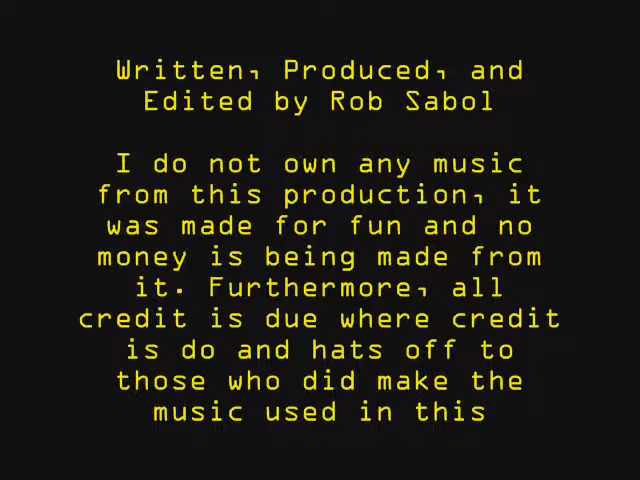 Written, Produced, and
Edited by Rob Sabol
I do not own any music
from this production, it
was made for fun and no
money is being made from
it. Furthermore, all
credit is due where credit
is do and hats off to
those who did make the
music used in this